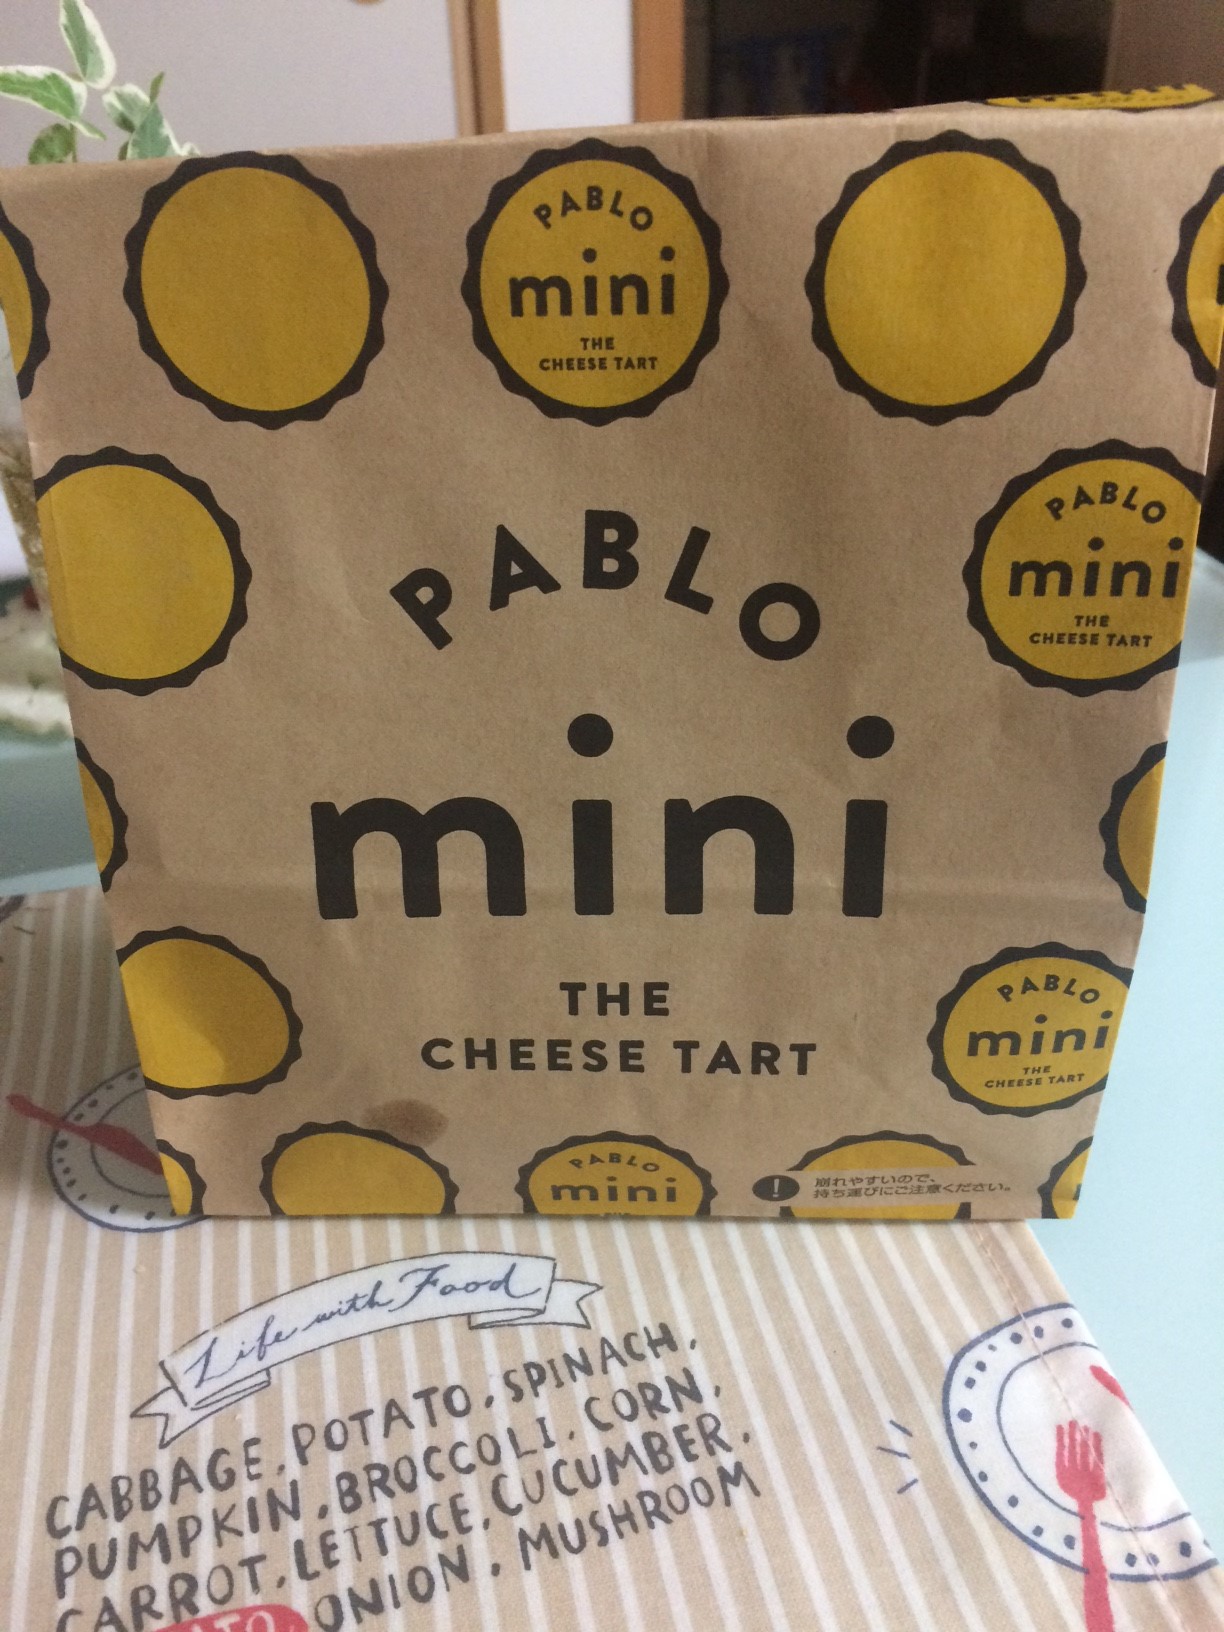 PABLO
mini
THE
CHEESE TART
PABLO
mini
THE
CHEESE TART
PABLO
mini
THE
CHEESE TART
PABLO
mini
THE
CHEESE TART
PABLO
mini
崩れやすいので、
持ち運びにご注意ください。
Life with Food
CABBAGE, POTATO, SPINACH,
PUMPKIN, BROCCOLI, CORN,
CARROT, LETTUCE, CUCUMBER,
ONION, MUSHROOM